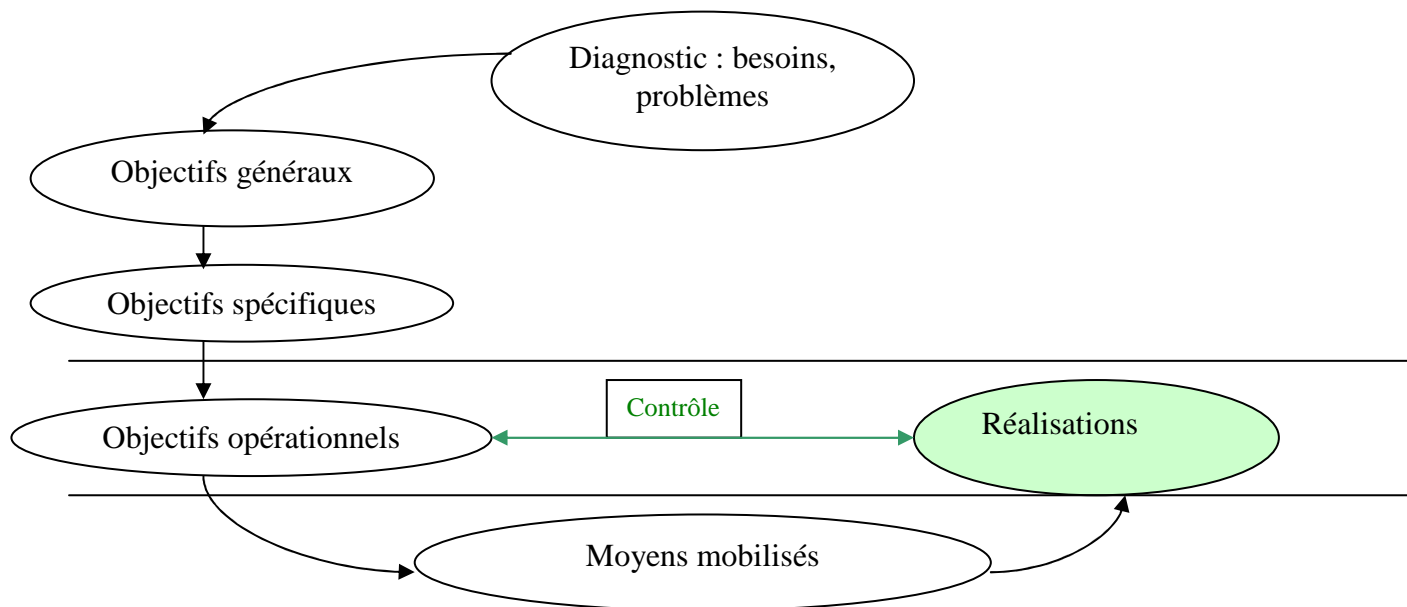 Diagnostic : besoins,
problèmes
Objectifs généraux
Objectifs spécifiques
Contrôle
Objectifs opérationnels
Réalisations
Moyens mobilisés